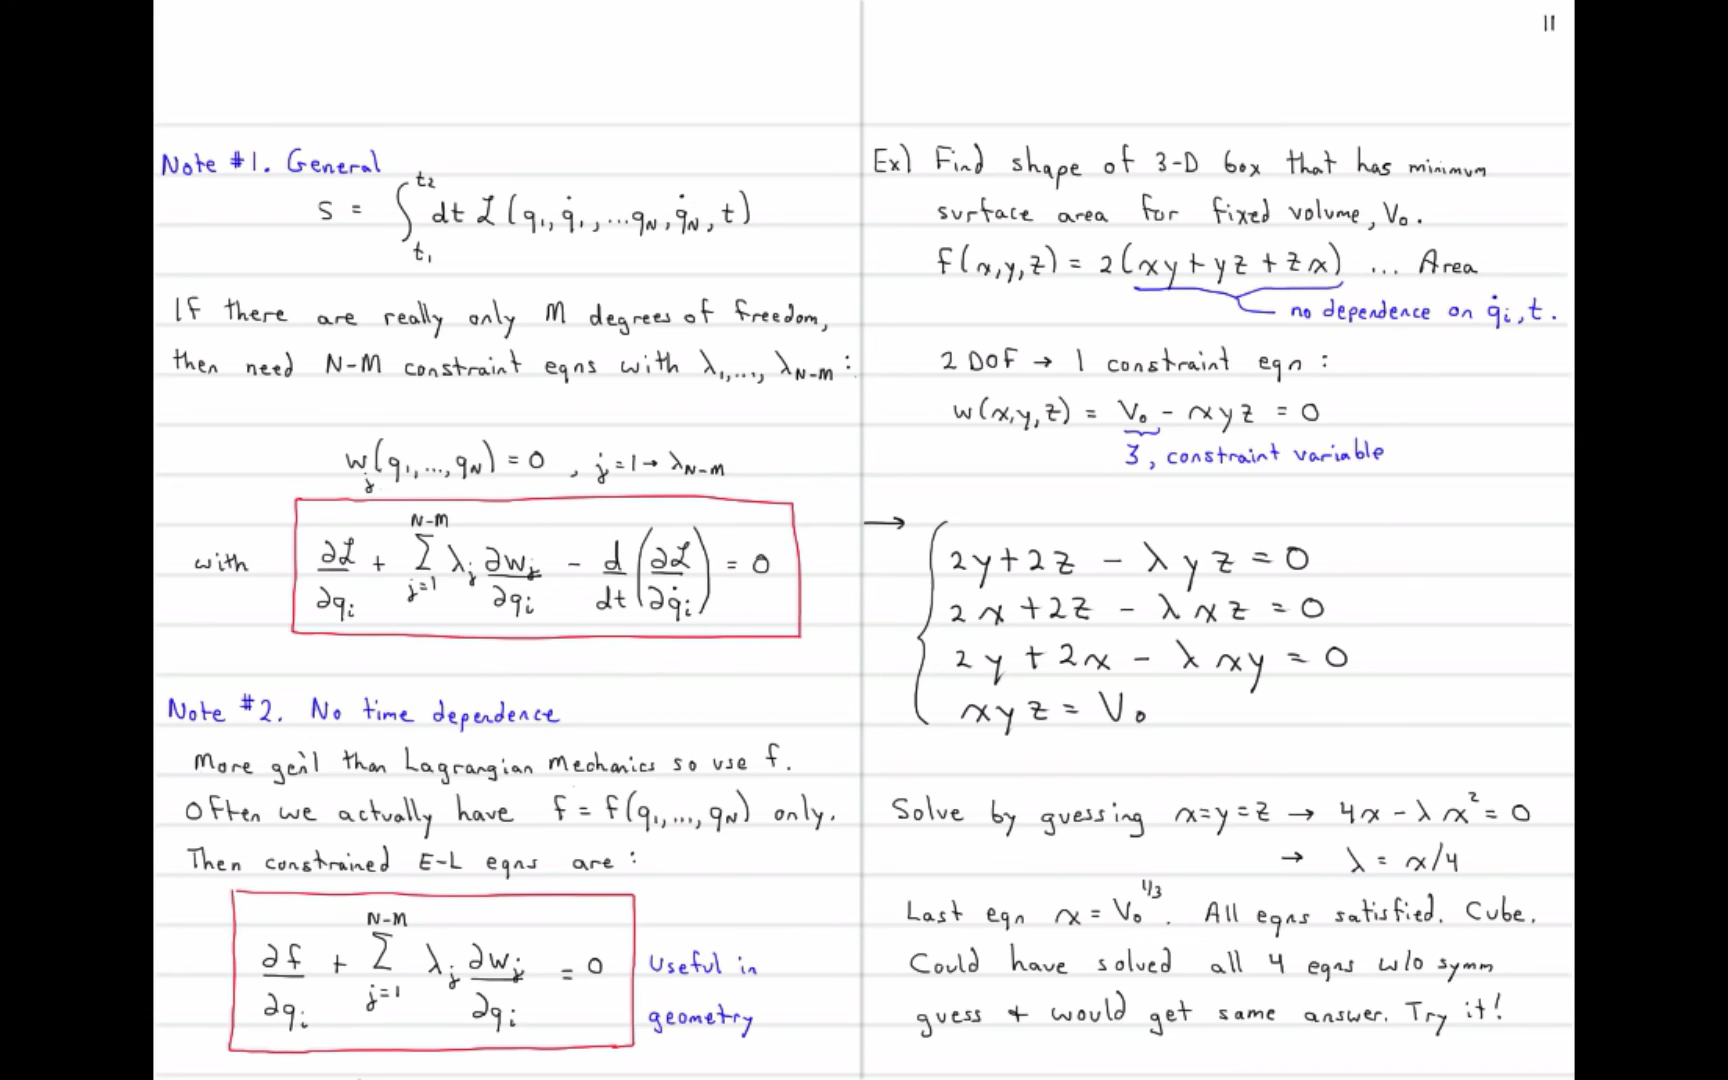 11
Note #1. General
S = ∫_{t₁}^{t₂} dt ℒ (q₁, q̇₁, ... q_N, q̇_N, t)
If there are really only M degrees of freedom,
then need N-M constraint eqns with λ₁,..., λ_{N-M} :
w_j(q₁,..., q_N) = 0 , j = 1 → λ_{N-M}
with ∂ℒ/∂q_i + Σ_{j=1}^{N-M} λ_j ∂w_j/∂q_i - d/dt (∂ℒ/∂q̇_i) = 0
Note #2. No time dependence
More gen'l than Lagrangian Mechanics so use f.
Often we actually have f = f(q₁,..., q_N) only.
Then constrained E-L eqns are :
∂f/∂q_i + Σ_{j=1}^{N-M} λ_j ∂w_j/∂q_i = 0
Useful in
geometry
Ex) Find shape of 3-D box that has minimum
surface area for fixed volume, V₀.
f(x,y,z) = 2(xy + yz + zx) ... Area
no dependence on q̇_i, t.
2 DOF → 1 constraint eqn :
w(x,y,z) = V₀ - xyz = 0
3, constraint variable
→ { 2y + 2z - λ y z = 0
2x + 2z - λ x z = 0
2y + 2x - λ xy = 0
xyz = V₀
Solve by guessing x=y=z → 4x - λx² = 0
→ λ = x/4
Last eqn x = V₀^{1/3}. All eqns satisfied. Cube.
Could have solved all 4 eqns w/o symm
guess + would get same answer. Try it!